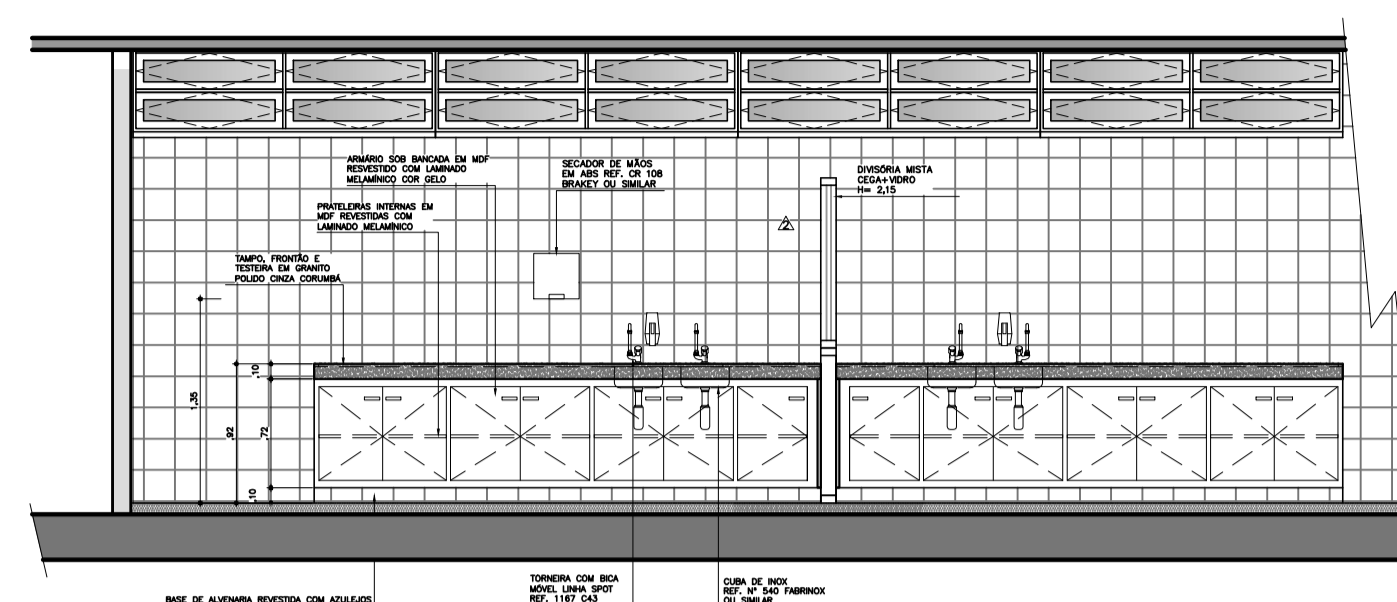 ARMÁRIO SOB BANCADA EM MDF
RESVESTIDO COM LAMINADO
MELAMÍNICO COR GELO
SECADOR DE MÃOS
EM ABS REF. CR 108
BRAKEY OU SIMILAR
DIVISÓRIA MISTA
CEGA+VIDRO
H= 2,15
PRATELEIRAS INTERNAS EM
MDF REVESTIDAS COM
LAMINADO MELAMÍNICO
2
TAMPO, FRONTÃO E
TESTEIRA EM GRANITO
POLIDO CINZA CORUMBÁ
1,35
,92
,10
,72
,10
BASE DE ALVENARIA REVESTIDA COM AZULEJOS
TORNEIRA COM BICA
MÓVEL LINHA SPOT
REF. 1167 C43
CUBA DE INOX
REF. N° 540 FABRINOX
OU SIMILAR